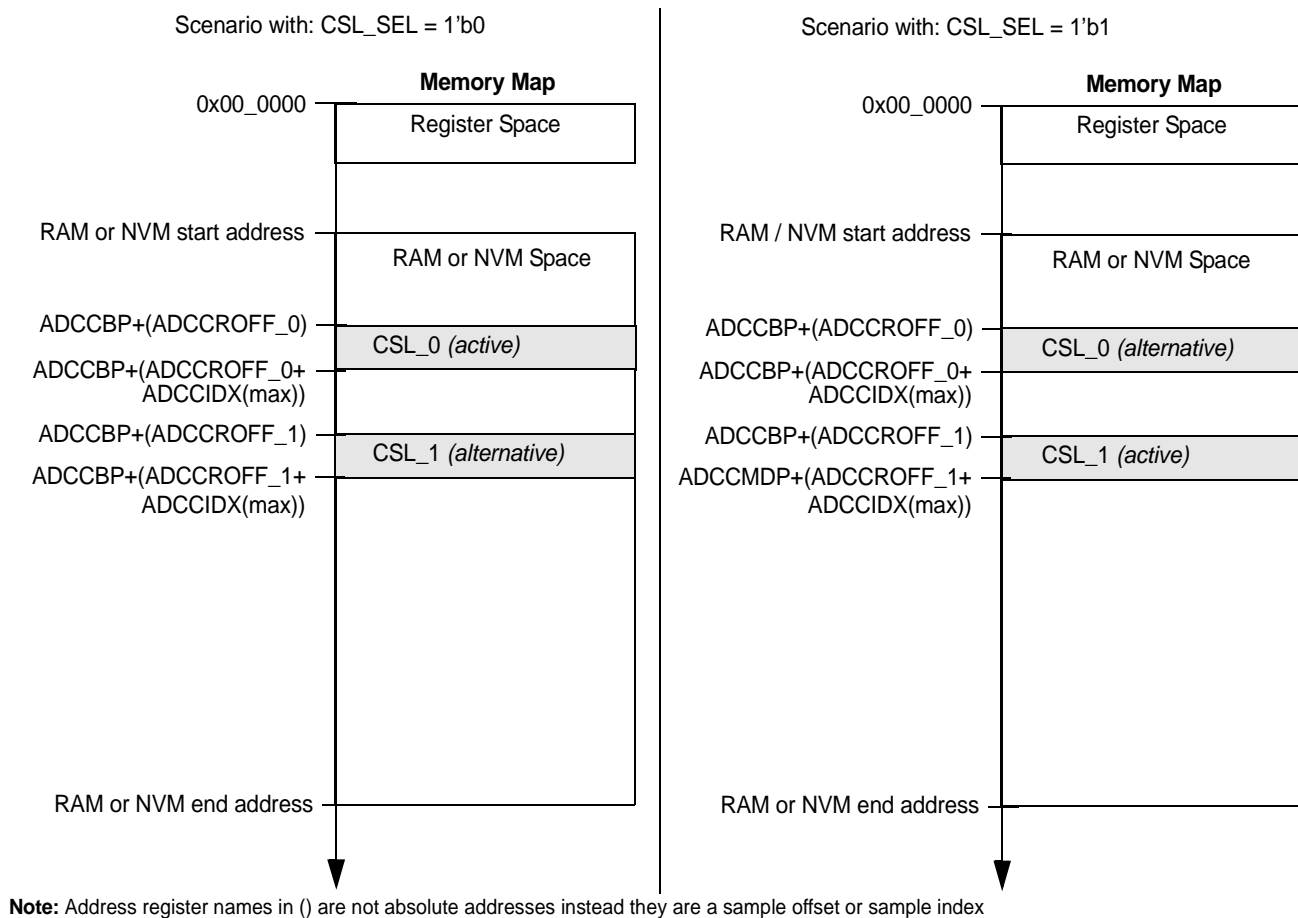 Scenario with: CSL_SEL = 1'b0
Memory Map
0x00_0000
Register Space
RAM or NVM start address
RAM or NVM Space
ADCCBP+(ADCCROFF_0)
CSL_0 (active)
ADCCBP+(ADCCROFF_0+
ADCCIDX(max))
ADCCBP+(ADCCROFF_1)
CSL_1 (alternative)
ADCCBP+(ADCCROFF_1+
ADCCIDX(max))
RAM or NVM end address
Scenario with: CSL_SEL = 1'b1
Memory Map
0x00_0000
Register Space
RAM / NVM start address
RAM or NVM Space
ADCCBP+(ADCCROFF_0)
CSL_0 (alternative)
ADCCBP+(ADCCROFF_0+
ADCCIDX(max))
ADCCBP+(ADCCROFF_1)
CSL_1 (active)
ADCCMDP+(ADCCROFF_1+
ADCCIDX(max))
RAM or NVM end address
Note: Address register names in () are not absolute addresses instead they are a sample offset or sample index